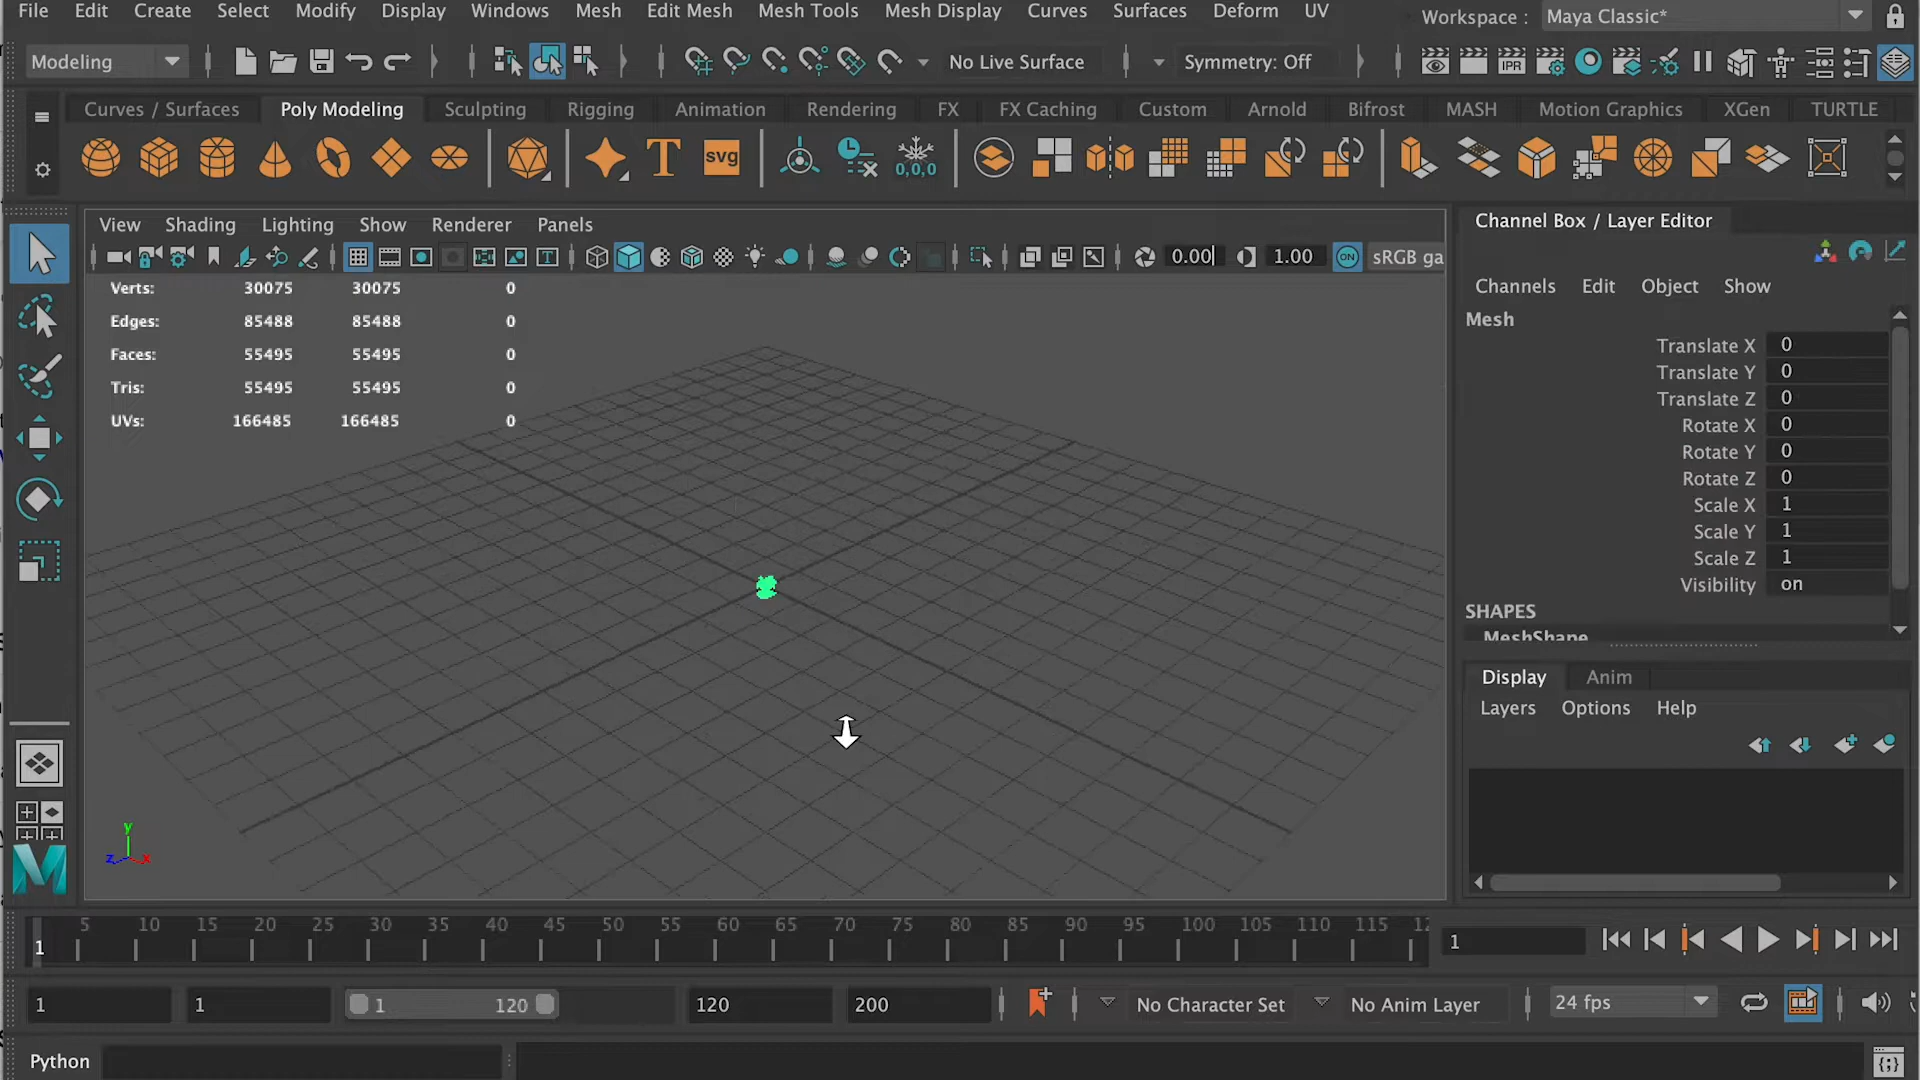 File Edit Create Select Modify Display Windows Mesh Edit Mesh Mesh Tools Mesh Display Curves Surfaces Deform UV Workspace : Maya Classic*
Modeling No Live Surface Symmetry: Off IPR
Curves / Surfaces Poly Modeling Sculpting Rigging Animation Rendering FX FX Caching Custom Arnold Bifrost MASH Motion Graphics XGen TURTLE
T svg 0,0,0
View Shading Lighting Show Renderer Panels
0.00 1.00 ON sRGB ga
Verts: 30075 30075 0
Edges: 85488 85488 0
Faces: 55495 55495 0
Tris: 55495 55495 0
UVs: 166485 166485 0
y
z x
Channel Box / Layer Editor
Channels Edit Object Show
Mesh
Translate X 0
Translate Y 0
Translate Z 0
Rotate X 0
Rotate Y 0
Rotate Z 0
Scale X 1
Scale Y 1
Scale Z 1
Visibility on
SHAPES
MeshShape
Display Anim
Layers Options Help
M
5 10 15 20 25 30 35 40 45 50 55 60 65 70 75 80 85 90 95 100 105 110 115 12
1 1
1 1 1 120 120 200 No Character Set No Anim Layer 24 fps
Python